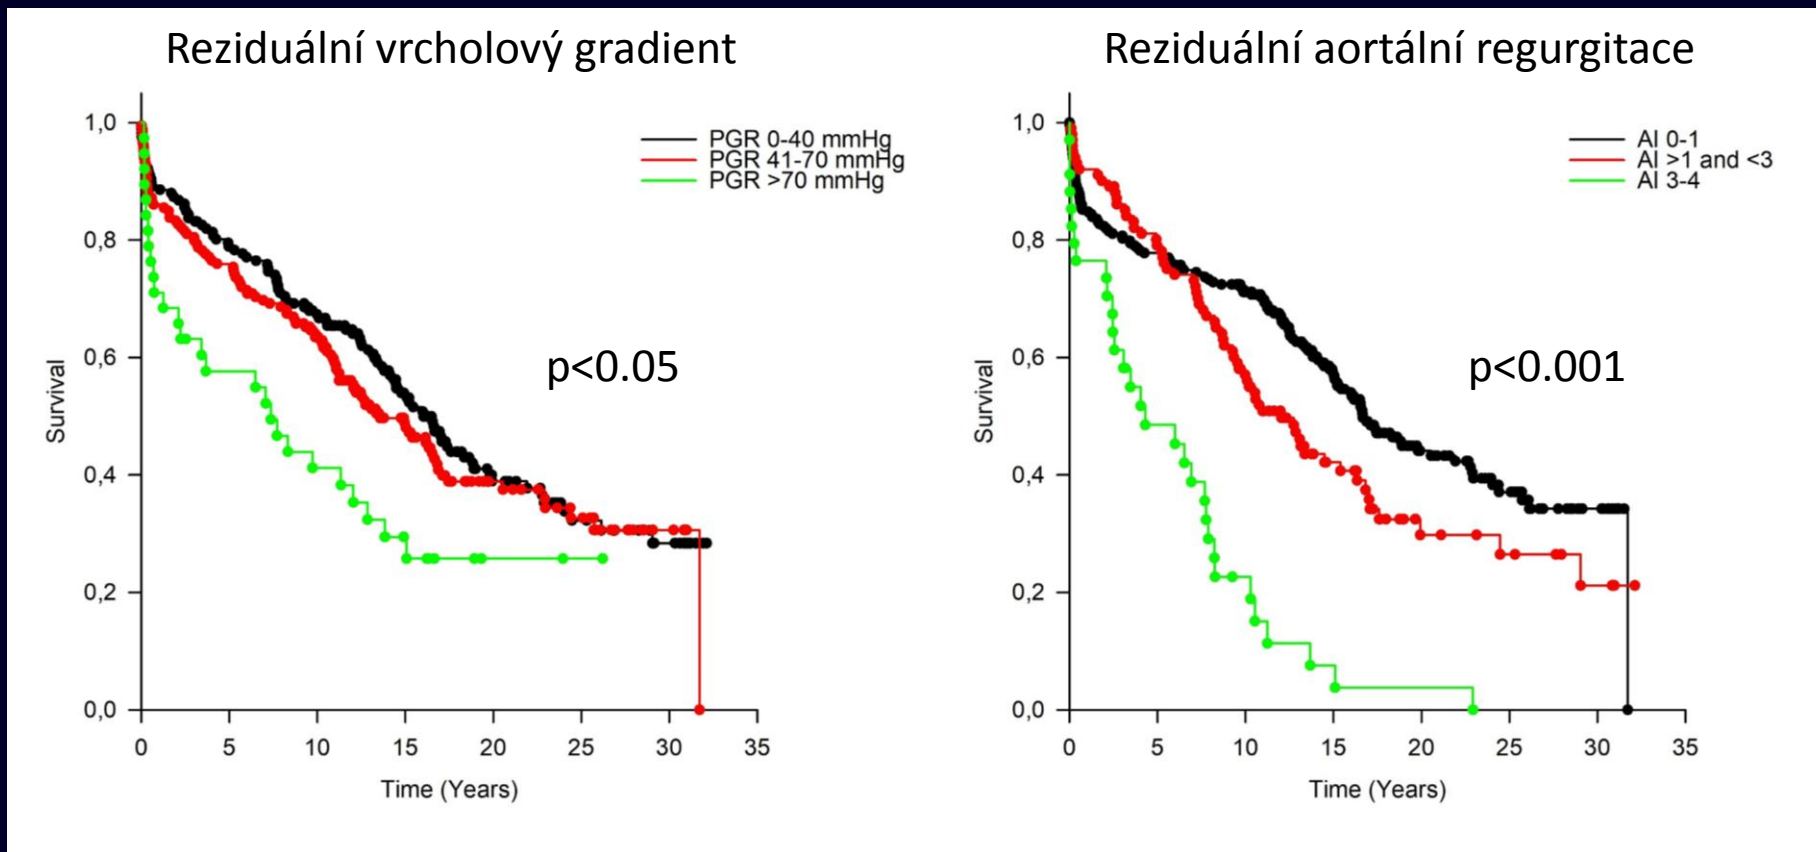 Reziduální vrcholový gradient
1,0
0,8
0,6
0,4
0,2
0,0
Survival
PGR 0-40 mmHg
PGR 41-70 mmHg
PGR >70 mmHg
p<0.05
0 5 10 15 20 25 30 35
Time (Years)
Reziduální aortální regurgitace
1,0
0,8
0,6
0,4
0,2
0,0
Survival
AI 0-1
AI >1 and <3
AI 3-4
p<0.001
0 5 10 15 20 25 30 35
Time (Years)